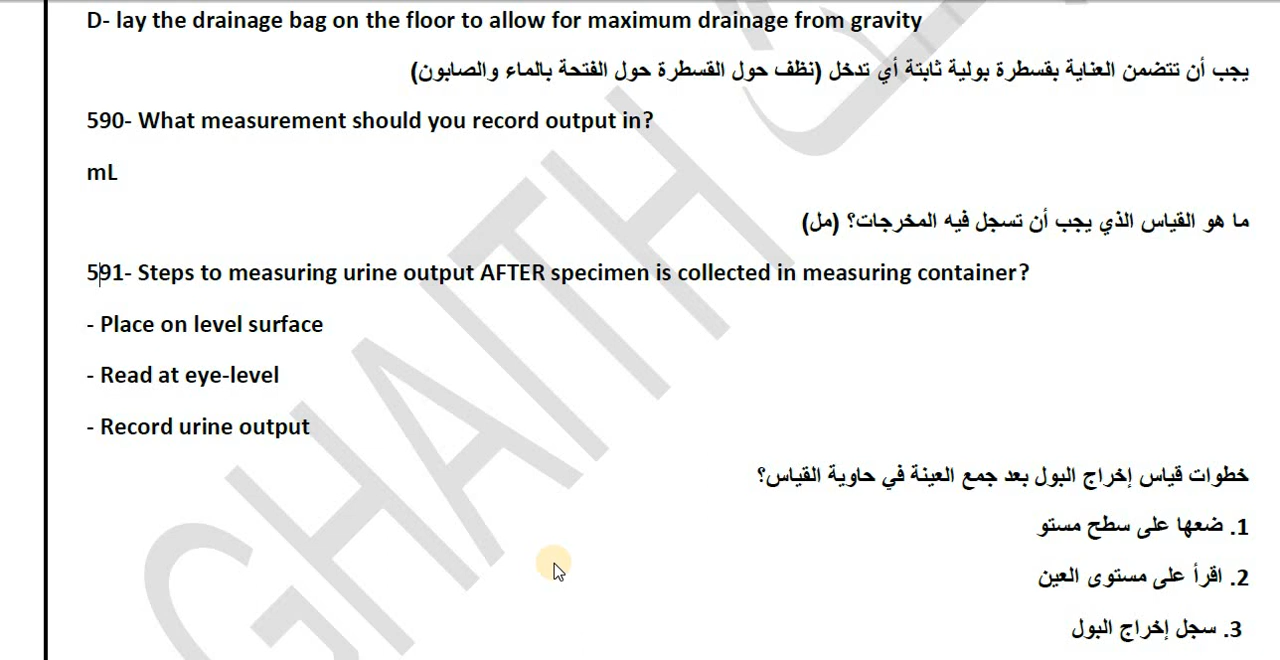 D- lay the drainage bag on the floor to allow for maximum drainage from gravity
يجب أن تتضمن العناية بقسطرة بولية ثابتة أي تدخل (نظف حول القسطرة حول الفتحة بالماء والصابون)
590- What measurement should you record output in?
mL
ما هو القياس الذي يجب أن تسجل فيه المخرجات؟ (مل)
591- Steps to measuring urine output AFTER specimen is collected in measuring container?
- Place on level surface
- Read at eye-level
- Record urine output
خطوات قياس إخراج البول بعد جمع العينة في حاوية القياس؟
1. ضعها على سطح مستو
2. اقرأ على مستوى العين
3. سجل إخراج البول
GHAITH